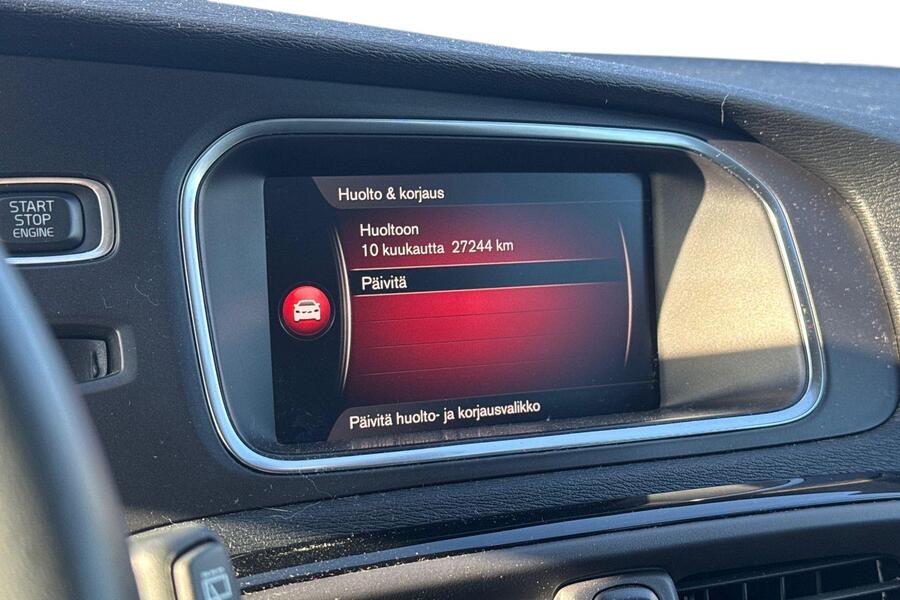 START
STOP
ENGINE
Huolto & korjaus
Huoltoon
10 kuukautta 27244 km
Päivitä
Päivitä huolto- ja korjausvalikko